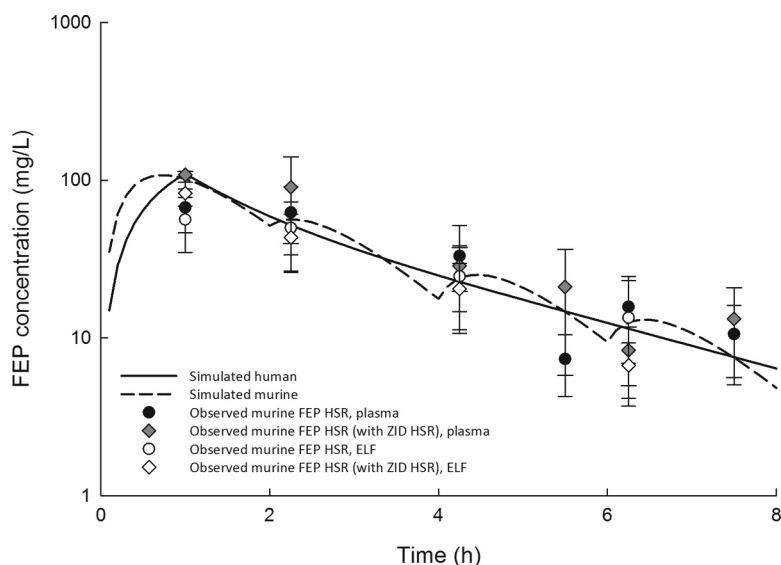 1000
100
10
1
FEP concentration (mg/L)
Simulated human
Simulated murine
Observed murine FEP HSR, plasma
Observed murine FEP HSR (with ZID HSR), plasma
Observed murine FEP HSR, ELF
Observed murine FEP HSR (with ZID HSR), ELF
0 2 4 6 8
Time (h)